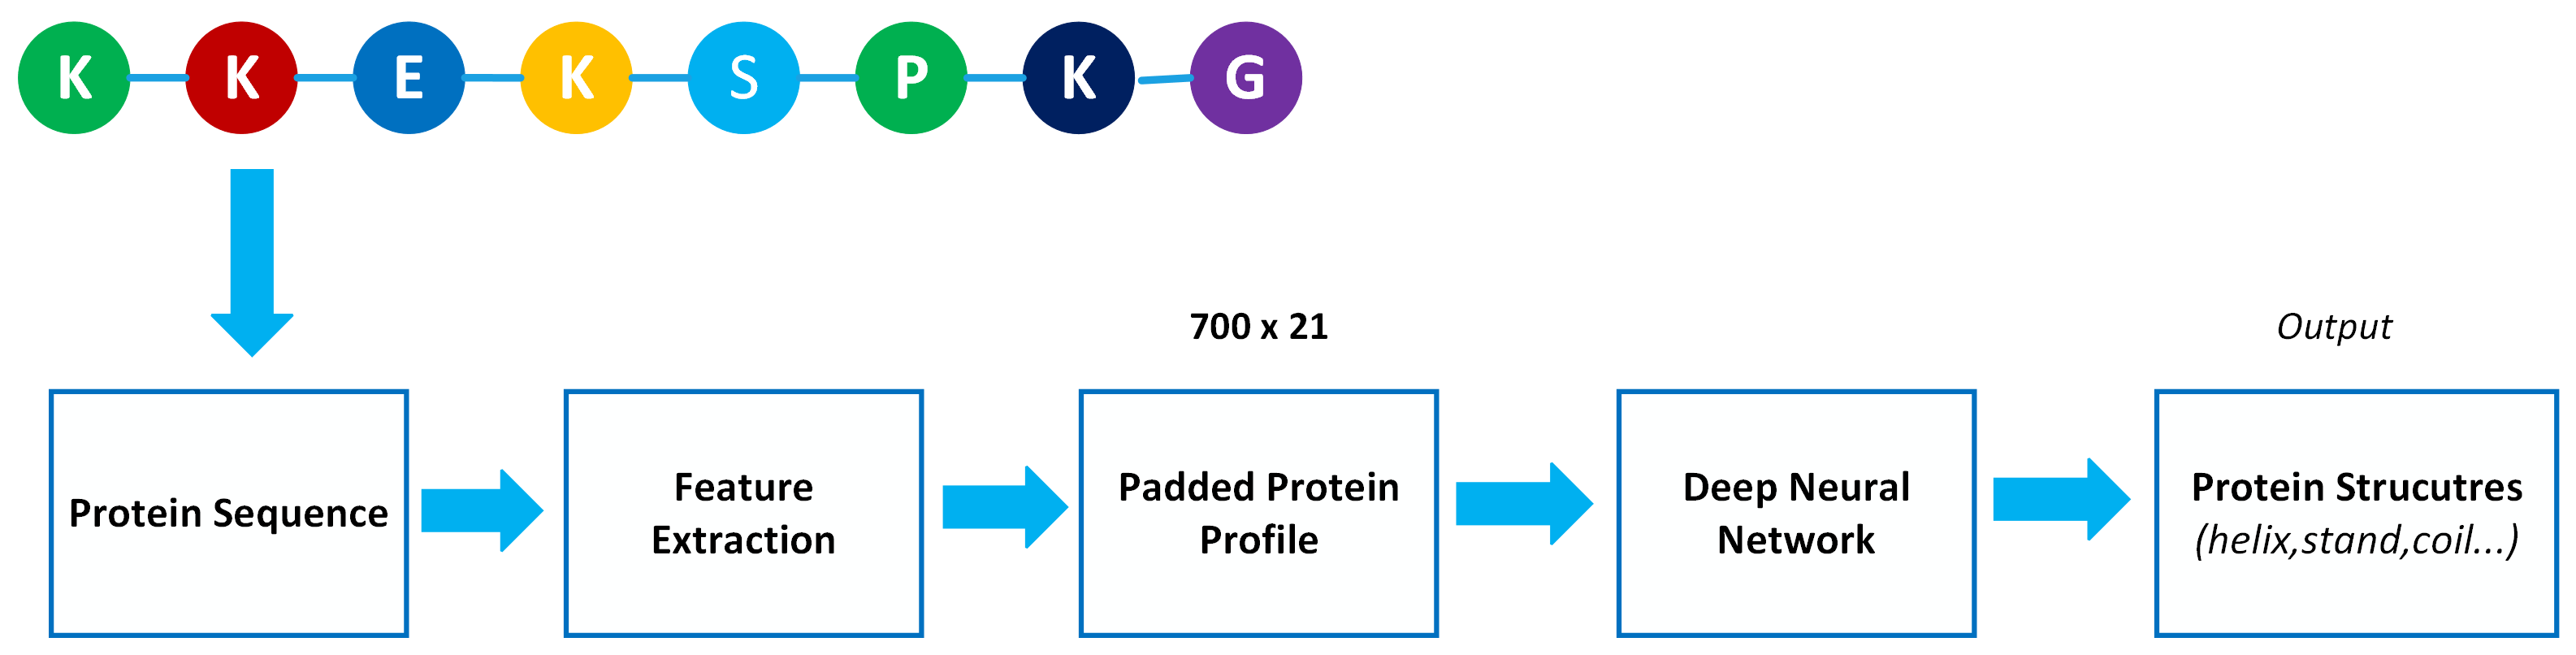 K K E K S P K G
700 x 21
Output
Protein Sequence
Feature
Extraction
Padded Protein
Profile
Deep Neural
Network
Protein Strucutres
(helix,stand,coil...)